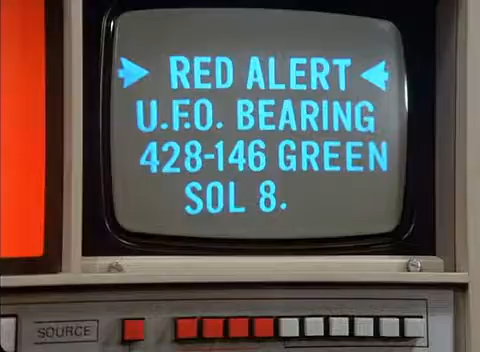 RED ALERT
U.F.O. BEARING
428-146 GREEN
SOL 8.
SOURCE